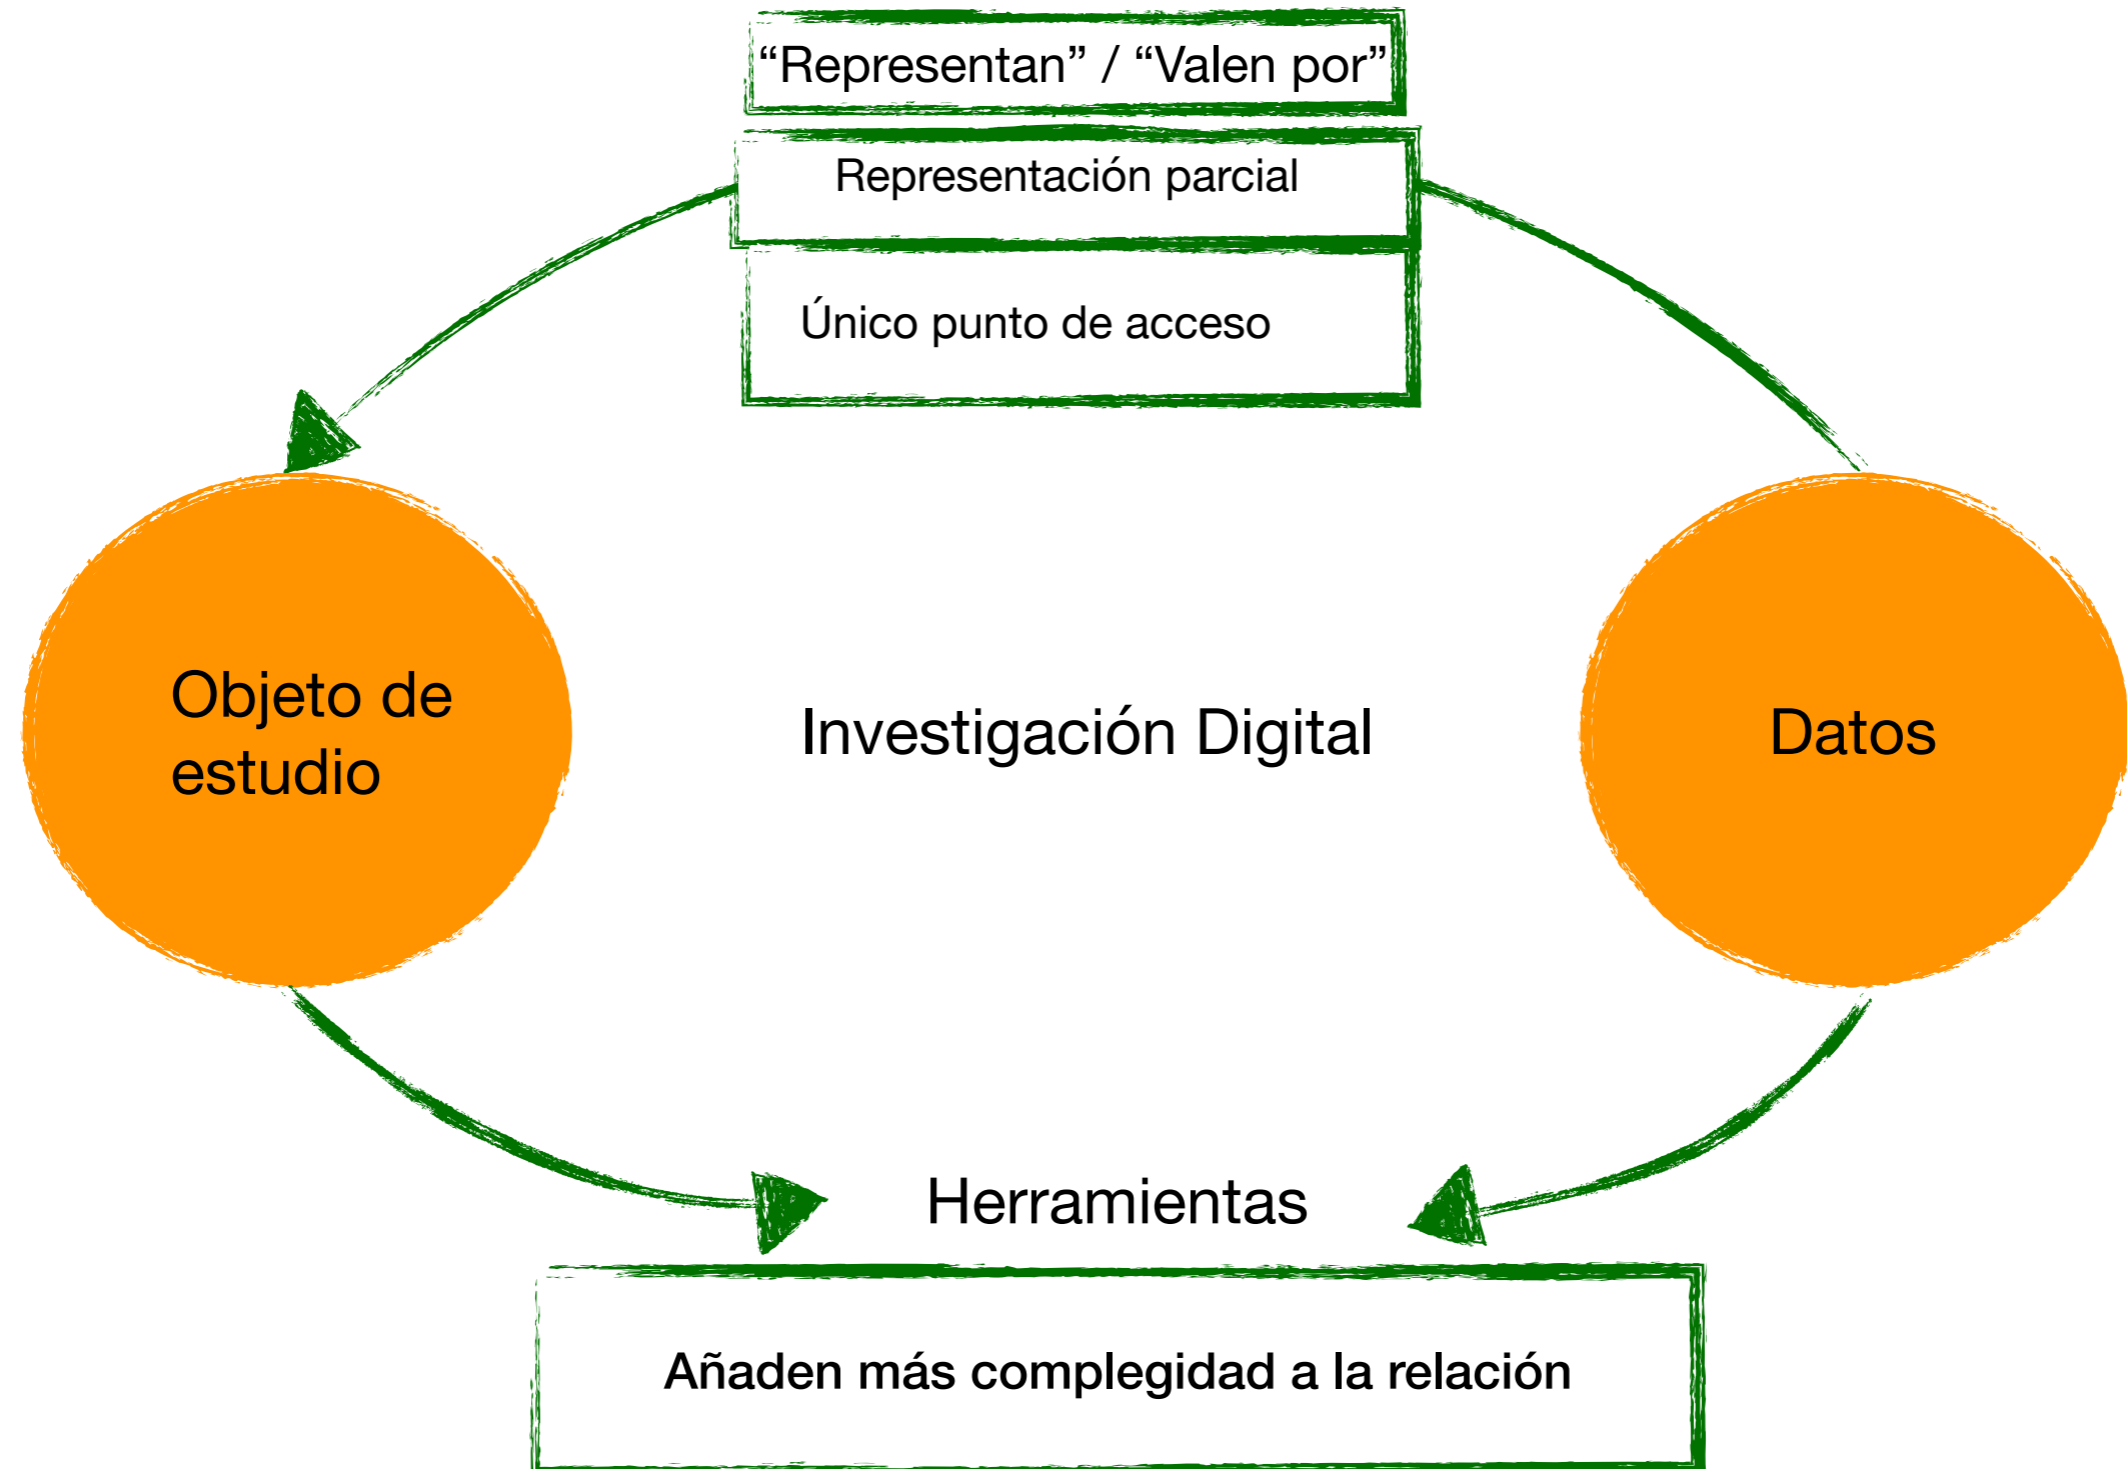 “Representan” / “Valen por”
Representación parcial
Único punto de acceso
Objeto de
estudio
Investigación Digital
Datos
Herramientas
Añaden más complegidad a la relación